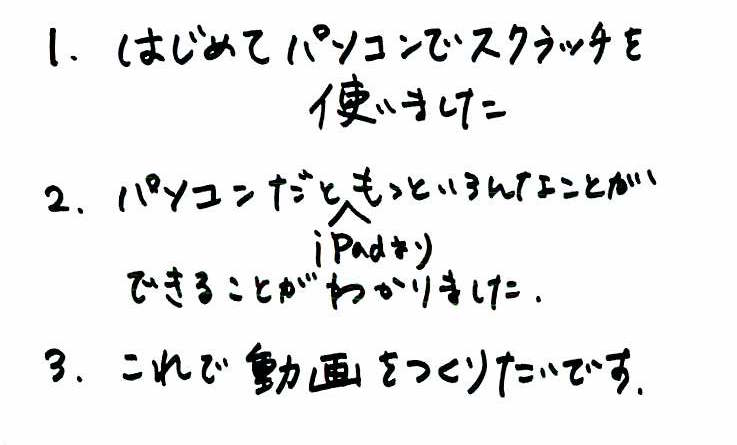 1. はじめてパソコンでスクラッチを
使いました
2. パソコンだともっといろんなことが
iPadより
できることがわかりました.
3. これで動画をつくりたいです.